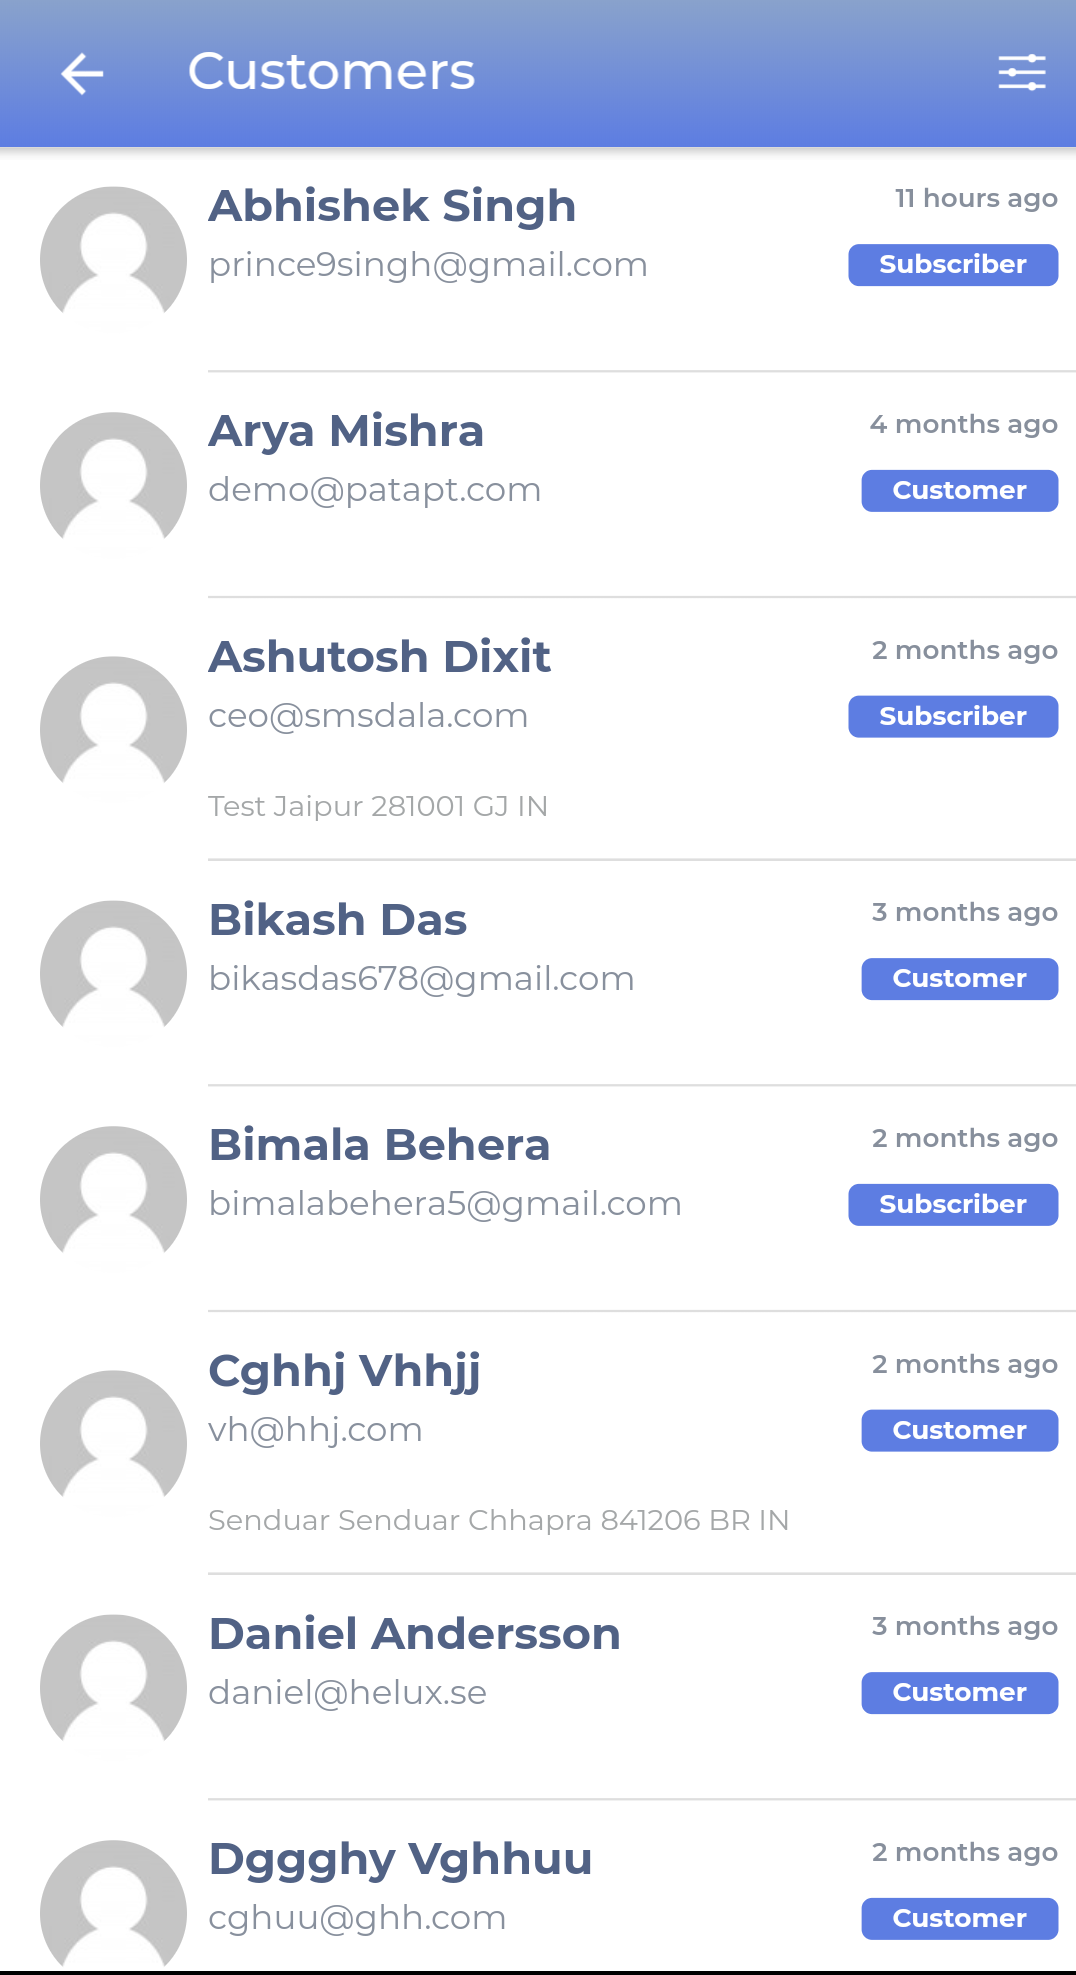 Customers
Abhishek Singh
11 hours ago
prince9singh@gmail.com
Subscriber
Arya Mishra
4 months ago
demo@patapt.com
Customer
Ashutosh Dixit
2 months ago
ceo@smsdala.com
Subscriber
Test Jaipur 281001 GJ IN
Bikash Das
3 months ago
bikasdas678@gmail.com
Customer
Bimala Behera
2 months ago
bimalabehera5@gmail.com
Subscriber
Cghhj Vhhjj
2 months ago
vh@hhj.com
Customer
Senduar Senduar Chhapra 841206 BR IN
Daniel Andersson
3 months ago
daniel@helux.se
Customer
Dggghy Vghhuu
2 months ago
cghuu@ghh.com
Customer